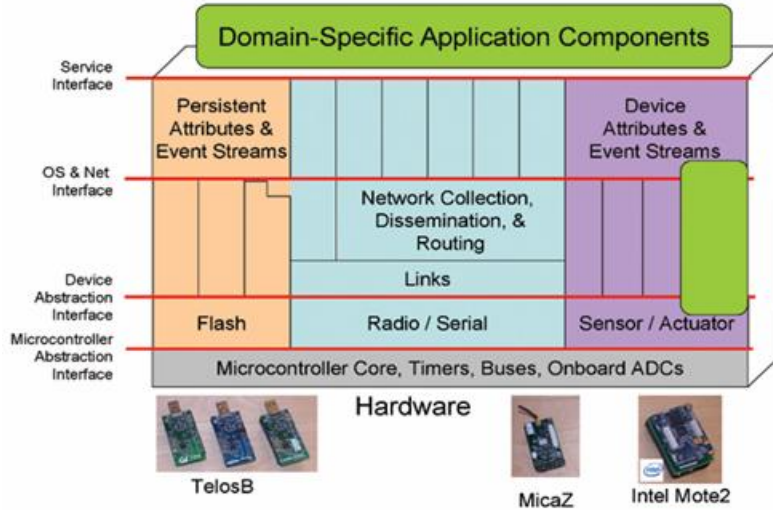 Domain-Specific Application Components
Service
Interface
Persistent
Attributes &
Event Streams
Device
Attributes &
Event Streams
OS & Net
Interface
Network Collection,
Dissemination, &
Routing
Links
Device
Abstraction
Interface
Flash
Radio / Serial
Sensor / Actuator
Microcontroller
Abstraction
Interface
Microcontroller Core, Timers, Buses, Onboard ADCs
Hardware
TelosB
MicaZ
intel
Intel Mote2